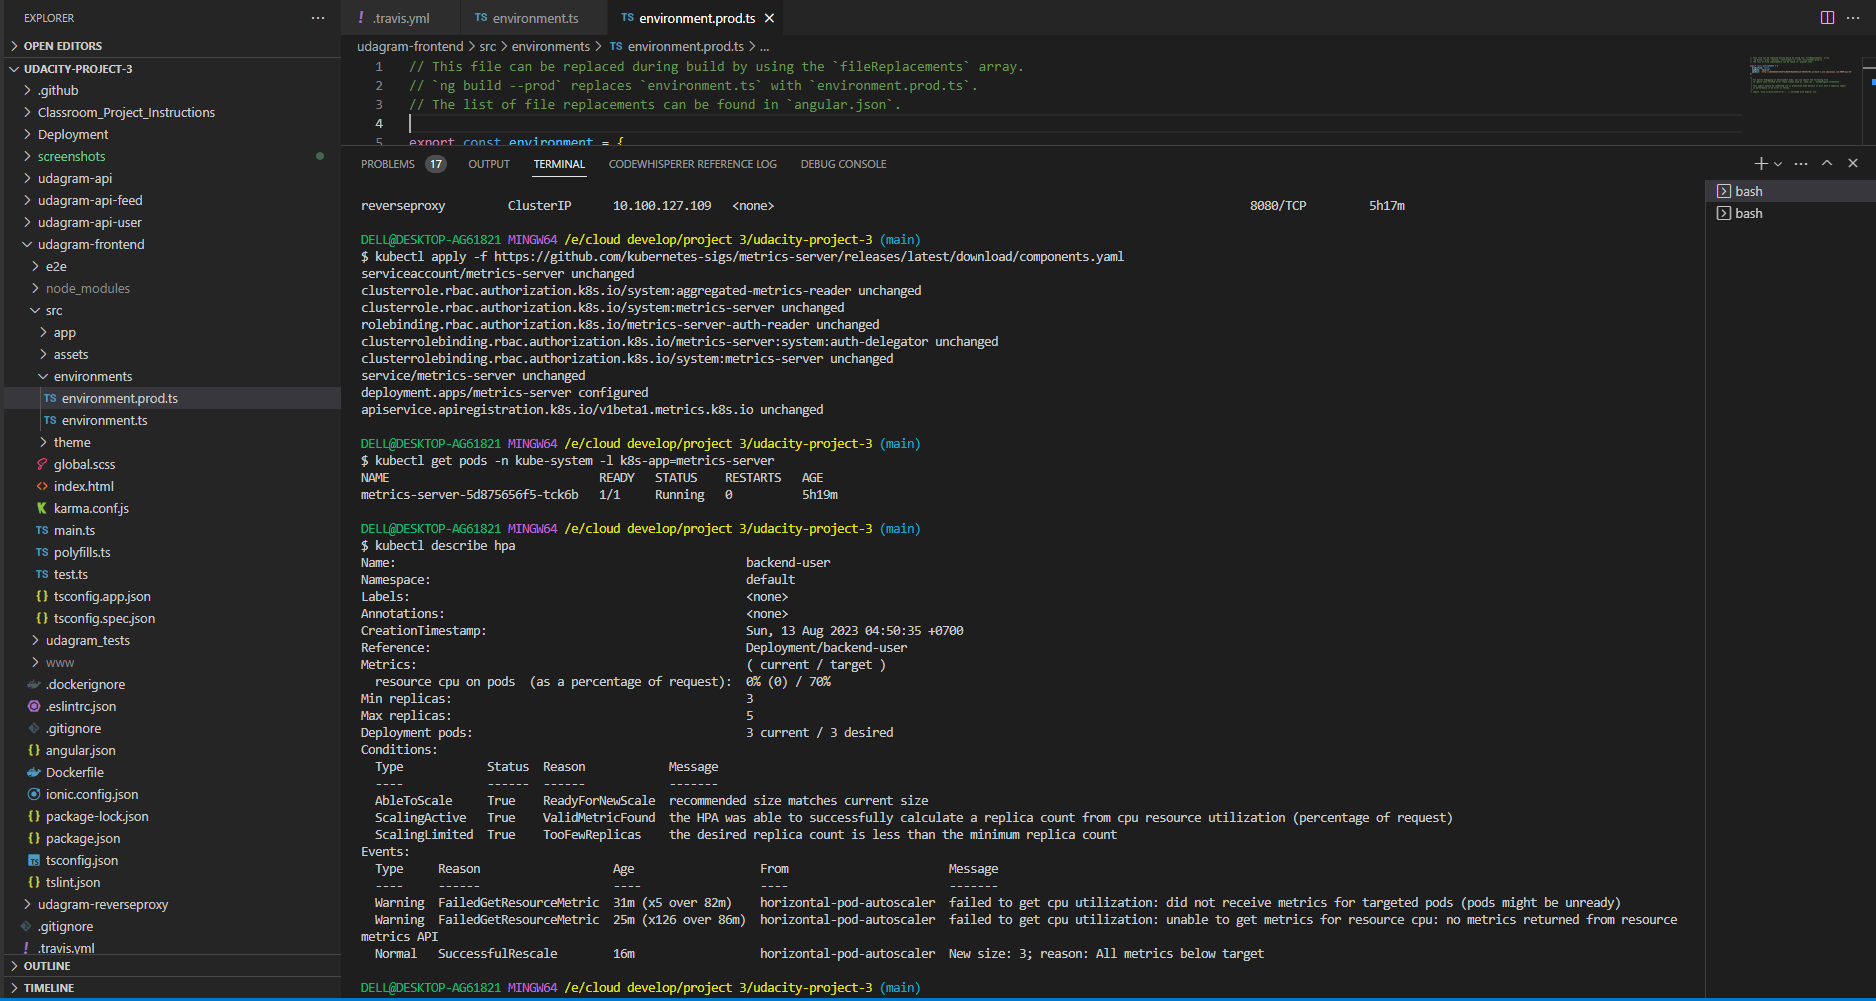 EXPLORER
OPEN EDITORS
UDACITY-PROJECT-3
.github
Classroom_Project_Instructions
Deployment
screenshots
udagram-api
udagram-api-feed
udagram-api-user
udagram-frontend
e2e
node_modules
src
app
assets
environments
TS environment.prod.ts
TS environment.ts
theme
global.scss
index.html
karma.conf.js
TS main.ts
TS polyfills.ts
TS test.ts
{} tsconfig.app.json
{} tsconfig.spec.json
udagram_tests
www
.dockerignore
.eslintrc.json
.gitignore
{} angular.json
Dockerfile
ionic.config.json
{} package-lock.json
{} package.json
tsconfig.json
{} tslint.json
udagram-reverseproxy
.gitignore
! .travis.yml
OUTLINE
TIMELINE
! .travis.yml TS environment.ts TS environment.prod.ts
udagram-frontend > src > environments > TS environment.prod.ts > ...
1 // This file can be replaced during build by using the `fileReplacements` array.
2 // `ng build --prod` replaces `environment.ts` with `environment.prod.ts`.
3 // The list of file replacements can be found in `angular.json`.
4
5 export const environment = {
PROBLEMS 17 OUTPUT TERMINAL CODEWHISPERER REFERENCE LOG DEBUG CONSOLE
bash
bash
reverseproxy ClusterIP 10.100.127.109 <none> 8080/TCP 5h17m
DELL@DESKTOP-AG61821 MINGW64 /e/cloud develop/project 3/udacity-project-3 (main)
$ kubectl apply -f https://github.com/kubernetes-sigs/metrics-server/releases/latest/download/components.yaml
serviceaccount/metrics-server unchanged
clusterrole.rbac.authorization.k8s.io/system:aggregated-metrics-reader unchanged
clusterrole.rbac.authorization.k8s.io/system:metrics-server unchanged
rolebinding.rbac.authorization.k8s.io/metrics-server-auth-reader unchanged
clusterrolebinding.rbac.authorization.k8s.io/metrics-server:system:auth-delegator unchanged
clusterrolebinding.rbac.authorization.k8s.io/system:metrics-server unchanged
service/metrics-server unchanged
deployment.apps/metrics-server configured
apiservice.apiregistration.k8s.io/v1beta1.metrics.k8s.io unchanged
DELL@DESKTOP-AG61821 MINGW64 /e/cloud develop/project 3/udacity-project-3 (main)
$ kubectl get pods -n kube-system -l k8s-app=metrics-server
NAME READY STATUS RESTARTS AGE
metrics-server-5d875656f5-tck6b 1/1 Running 0 5h19m
DELL@DESKTOP-AG61821 MINGW64 /e/cloud develop/project 3/udacity-project-3 (main)
$ kubectl describe hpa
Name: backend-user
Namespace: default
Labels: <none>
Annotations: <none>
CreationTimestamp: Sun, 13 Aug 2023 04:50:35 +0700
Reference: Deployment/backend-user
Metrics: ( current / target )
resource cpu on pods (as a percentage of request): 0% (0) / 70%
Min replicas: 3
Max replicas: 5
Deployment pods: 3 current / 3 desired
Conditions:
Type Status Reason Message
---- ------ ------ -------
AbleToScale True ReadyForNewScale recommended size matches current size
ScalingActive True ValidMetricFound the HPA was able to successfully calculate a replica count from cpu resource utilization (percentage of request)
ScalingLimited True TooFewReplicas the desired replica count is less than the minimum replica count
Events:
Type Reason Age From Message
---- ------ ---- ---- -------
Warning FailedGetResourceMetric 31m (x5 over 82m) horizontal-pod-autoscaler failed to get cpu utilization: did not receive metrics for targeted pods (pods might be unready)
Warning FailedGetResourceMetric 25m (x126 over 86m) horizontal-pod-autoscaler failed to get cpu utilization: unable to get metrics for resource cpu: no metrics returned from resource
metrics API
Normal SuccessfulRescale 16m horizontal-pod-autoscaler New size: 3; reason: All metrics below target
DELL@DESKTOP-AG61821 MINGW64 /e/cloud develop/project 3/udacity-project-3 (main)